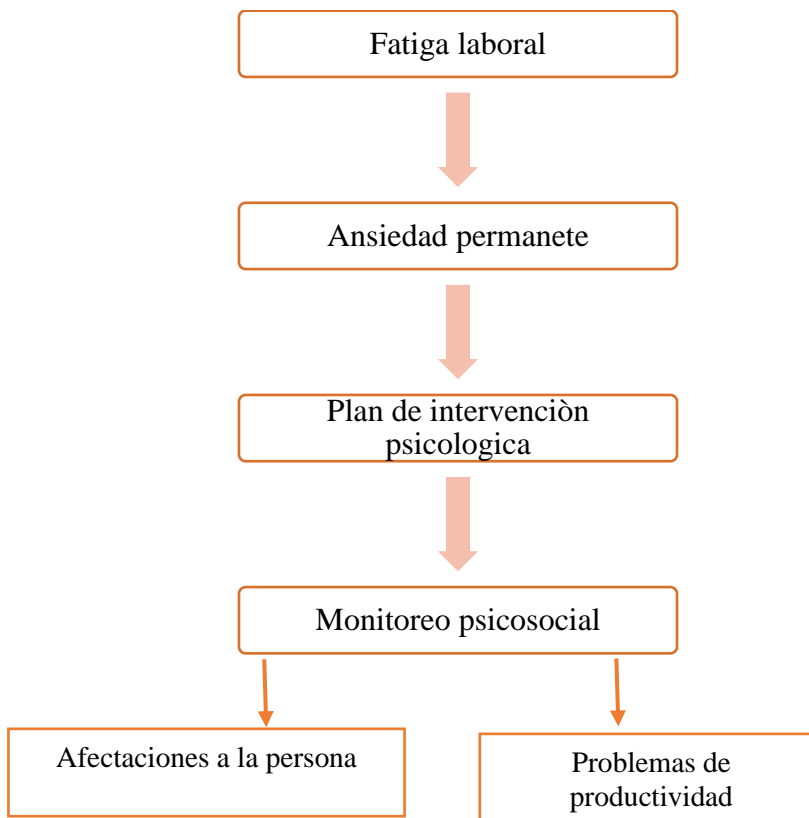 Fatiga laboral
Ansiedad permanete
Plan de intervenciòn
psicologica
Monitoreo psicosocial
Afectaciones a la persona
Problemas de
productividad